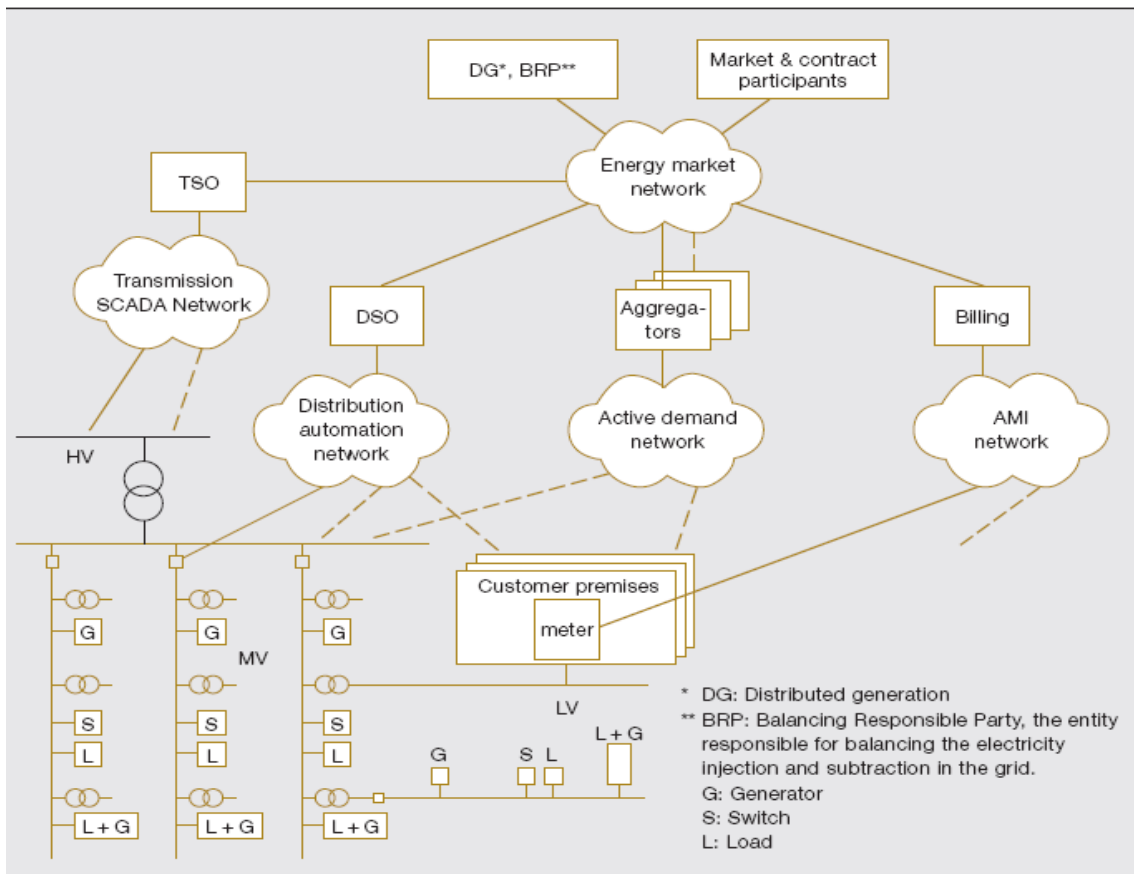 DG*, BRP**
Market & contract
participants
Energy market
network
TSO
Transmission
SCADA Network
DSO
Aggrega-
tors
Billing
Distribution
automation
network
Active demand
network
AMI
network
HV
Customer premises
meter
G
G
G
MV
LV
S
S
S
L
L
L
G
S
L
L + G
L + G
L + G
L + G
* DG: Distributed generation
** BRP: Balancing Responsible Party, the entity
responsible for balancing the electricity
injection and subtraction in the grid.
G: Generator
S: Switch
L: Load